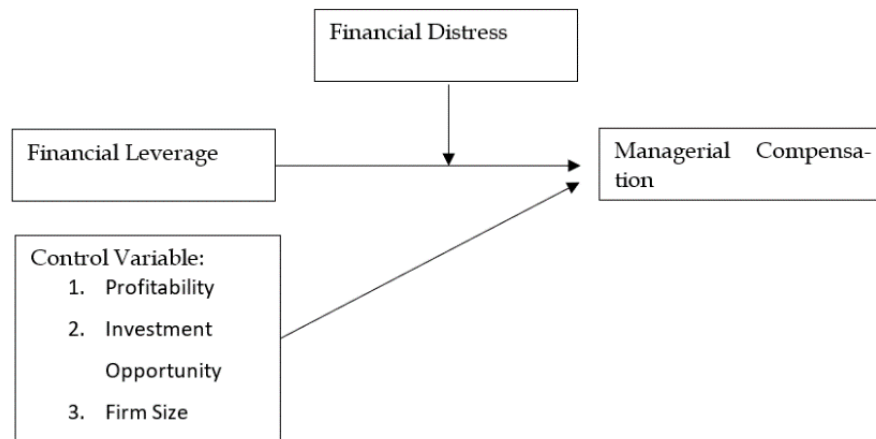 Financial Distress
Financial Leverage
Managerial Compensa-
tion
Control Variable:
1. Profitability
2. Investment
Opportunity
3. Firm Size